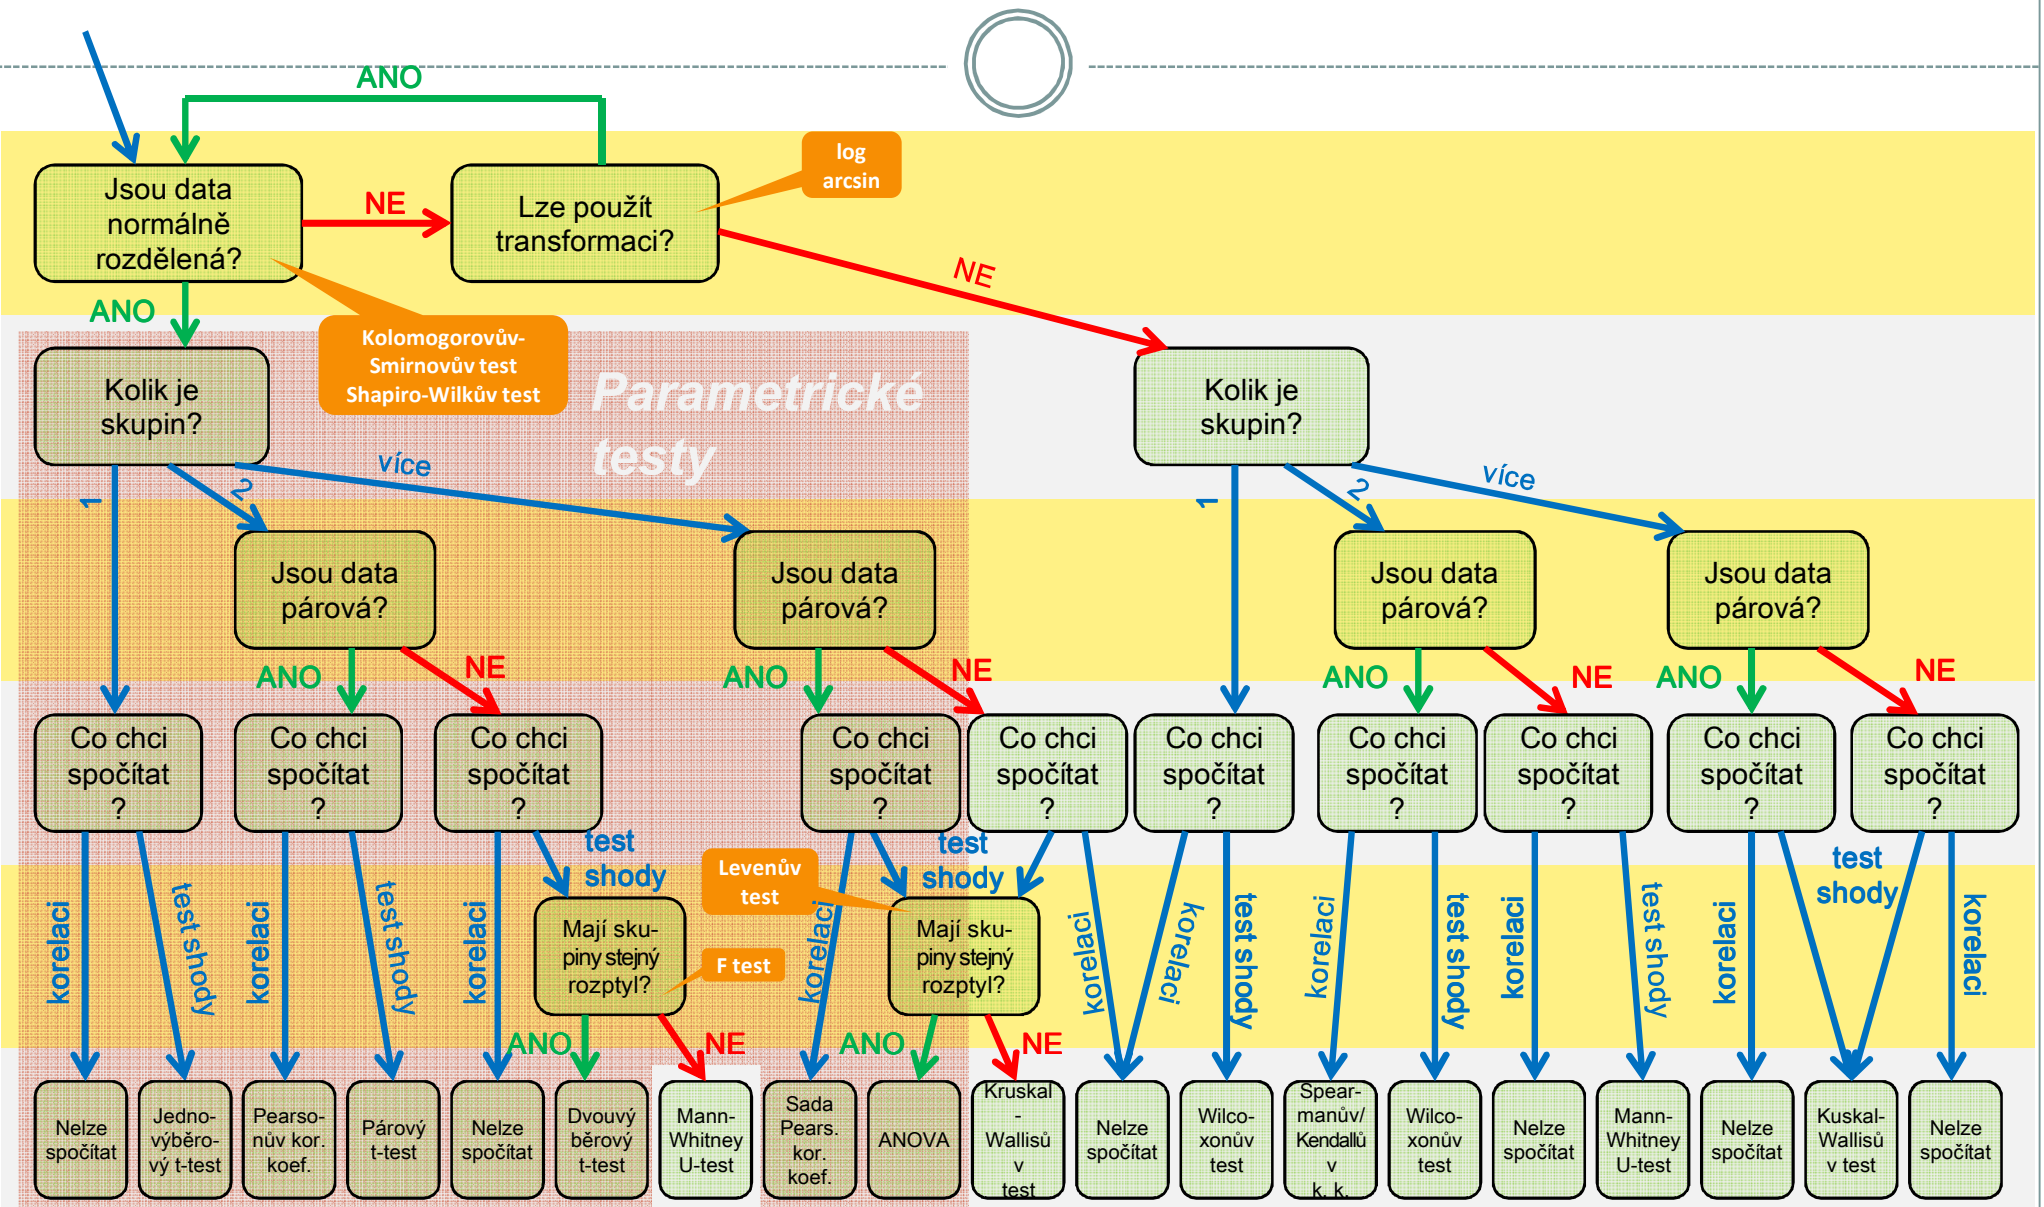 ANO
log
arcsin
Jsou data
normálně
rozdělená?
NE
Lze použít
transformaci?
NE
ANO
Kolomogorovův-
Smirnovův test
Shapiro-Wilkův test
Parametrické
testy
Kolik je
skupin?
Kolik je
skupin?
1
2
více
1
2
více
Jsou data
párová?
Jsou data
párová?
Jsou data
párová?
Jsou data
párová?
ANO
NE
ANO
NE
ANO
NE
ANO
NE
Co chci
spočítat
?
Co chci
spočítat
?
Co chci
spočítat
?
Co chci
spočítat
?
Co chci
spočítat
?
Co chci
spočítat
?
Co chci
spočítat
?
Co chci
spočítat
?
Co chci
spočítat
?
Co chci
spočítat
?
korelaci
test shody
korelaci
test shody
korelaci
test
shody
Levenův
test
korelaci
test
shody
korelaci
korelaci
test shody
korelaci
test shody
korelaci
test shody
korelaci
test
shody
korelaci
Mají sku-
piny stejný
rozptyl?
F test
Mají sku-
piny stejný
rozptyl?
ANO
NE
ANO
NE
Nelze
spočítat
Jedno-
výběro-
vý t-test
Pearso-
nův kor.
koef.
Párový
t-test
Nelze
spočítat
Dvouvý
běrový
t-test
Mann-
Whitney
U-test
Sada
Pears.
kor.
koef.
ANOVA
Kruskal
-
Wallisů
v
test
Nelze
spočítat
Wilco-
xonův
test
Spear-
manův/
Kendallů
v
k. k.
Wilco-
xonův
test
Nelze
spočítat
Mann-
Whitney
U-test
Nelze
spočítat
Kuskal-
Wallisů
v test
Nelze
spočítat